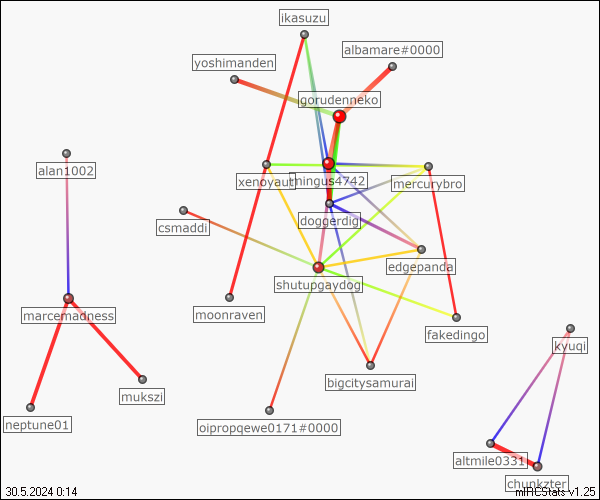 ikasuzu
albamare#0000
yoshimanden
gorudenneko
alan1002
xenoyaut
mingus4742
mercurybro
csmaddi
doggerdig
edgepanda
shutupgaydog
marcemadness
moonraven
fakedingo
kyuqi
bigcitysamurai
mukszi
neptune01
oipropqewe0171#0000
altmile0331
chunkzter
30.5.2024 0:14
mIRCStats v1.25